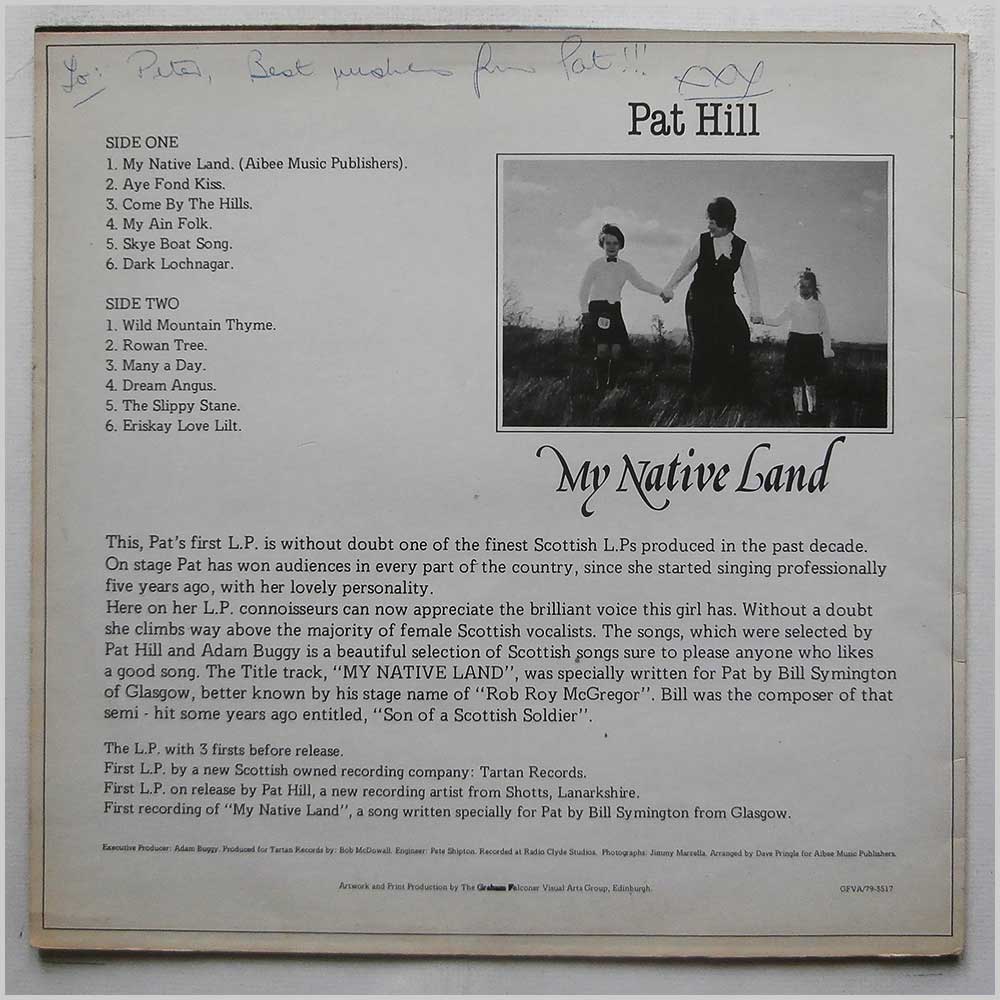 To: Peter, Best wishes from Pat!!! xxx
Pat Hill
SIDE ONE
1. My Native Land. (Aibee Music Publishers).
2. Aye Fond Kiss.
3. Come By The Hills.
4. My Ain Folk.
5. Skye Boat Song.
6. Dark Lochnagar.
SIDE TWO
1. Wild Mountain Thyme.
2. Rowan Tree.
3. Many a Day.
4. Dream Angus.
5. The Slippy Stane.
6. Eriskay Love Lilt.
My Native Land
This, Pat's first L.P. is without doubt one of the finest Scottish L.Ps produced in the past decade.
On stage Pat has won audiences in every part of the country, since she started singing professionally
five years ago, with her lovely personality.
Here on her L.P. connoisseurs can now appreciate the brilliant voice this girl has. Without a doubt
she climbs way above the majority of female Scottish vocalists. The songs, which were selected by
Pat Hill and Adam Buggy is a beautiful selection of Scottish songs sure to please anyone who likes
a good song. The Title track, "MY NATIVE LAND", was specially written for Pat by Bill Symington
of Glasgow, better known by his stage name of "Rob Roy McGregor". Bill was the composer of that
semi - hit some years ago entitled, "Son of a Scottish Soldier".
The L.P. with 3 firsts before release.
First L.P. by a new Scottish owned recording company: Tartan Records.
First L.P. on release by Pat Hill, a new recording artist from Shotts, Lanarkshire.
First recording of "My Native Land", a song written specially for Pat by Bill Symington from Glasgow.
Executive Producer: Adam Buggy. Produced for Tartan Records by: Bob McDowall. Engineer: Pete Shipton. Recorded at Radio Clyde Studios. Photographs: Jimmy Marzella. Arranged by Dave Pringle for Aibee Music Publishers.
Artwork and Print Production by The Graham Falconer Visual Arts Group, Edinburgh.
GFVA/79-3517